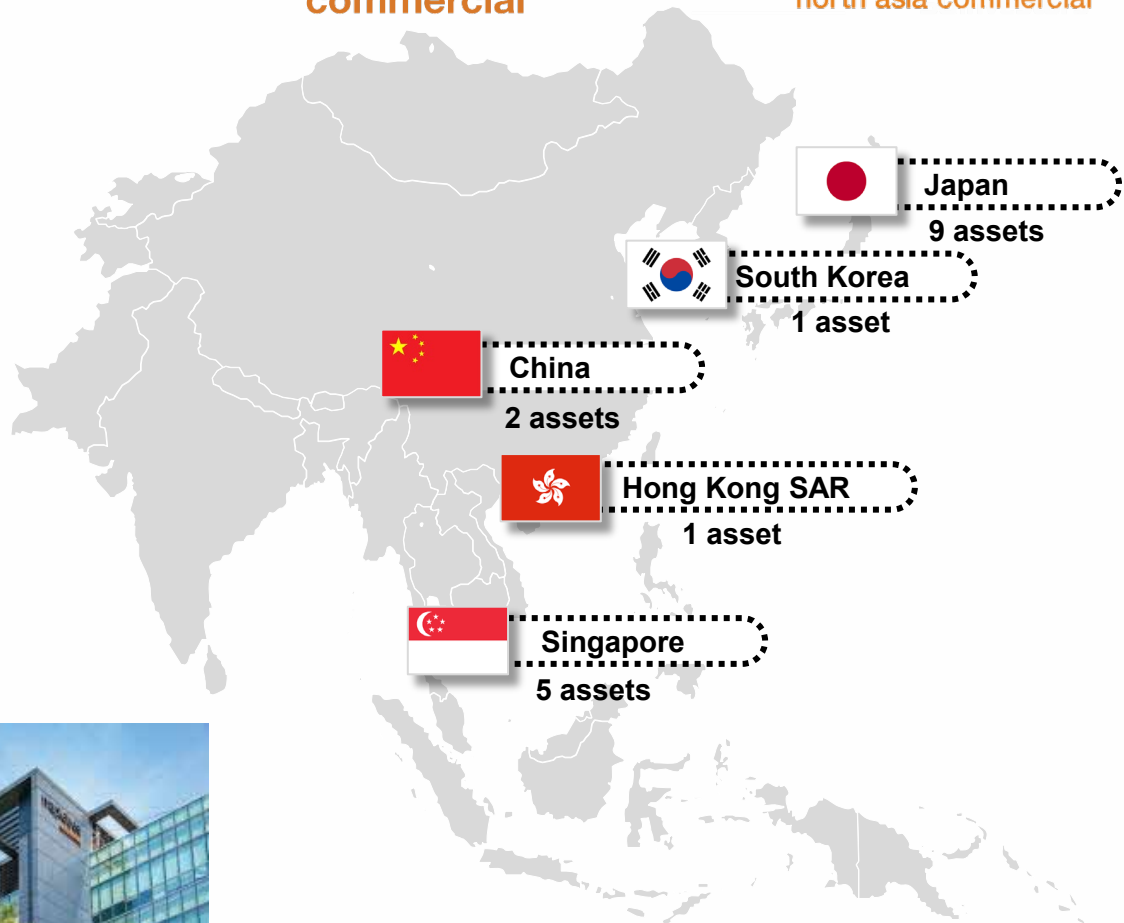 commercial
north asia commercial
Japan
9 assets
South Korea
1 asset
China
2 assets
Hong Kong SAR
1 asset
Singapore
5 assets